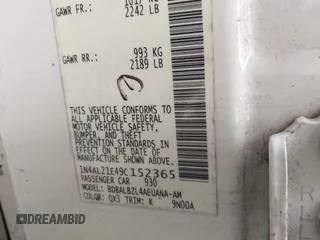 GAWR FR: 1017 KG
2242 LB
GAWR RR: 993 KG
2189 LB
THIS VEHICLE CONFORMS TO
ALL APPLICABLE FEDERAL
MOTOR VEHICLE SAFETY,
BUMPER, AND THEFT
PREVENTION STANDARDS
IN EFFECT ON THE DATE OF
MANUFACTURE SHOWN ABOVE
1N4AL21E49C152365
PASSENGER CAR 930
MODEL: BDBALBZL4AEUANA-AM
COLOR: QX3 TRIM: K 9N00A
© DREAMBID